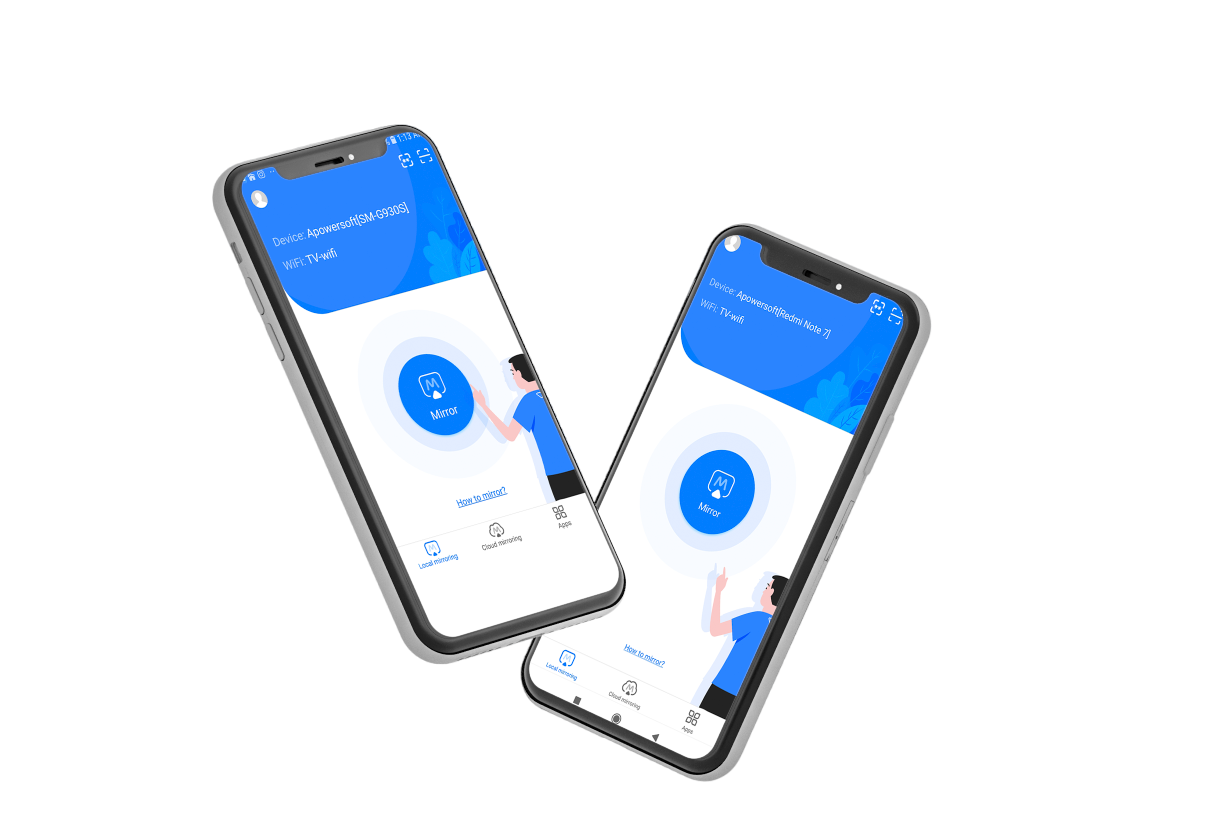 1:13
Device: Apowersoft[SM-G930S]
WiFi: TV-wifi
Mirror
How to mirror?
Local mirroring
Cloud mirroring
Apps
Device: Apowersoft[Redmi Note 7]
WiFi: TV-wifi
Mirror
How to mirror?
Local mirroring
Cloud mirroring
Apps